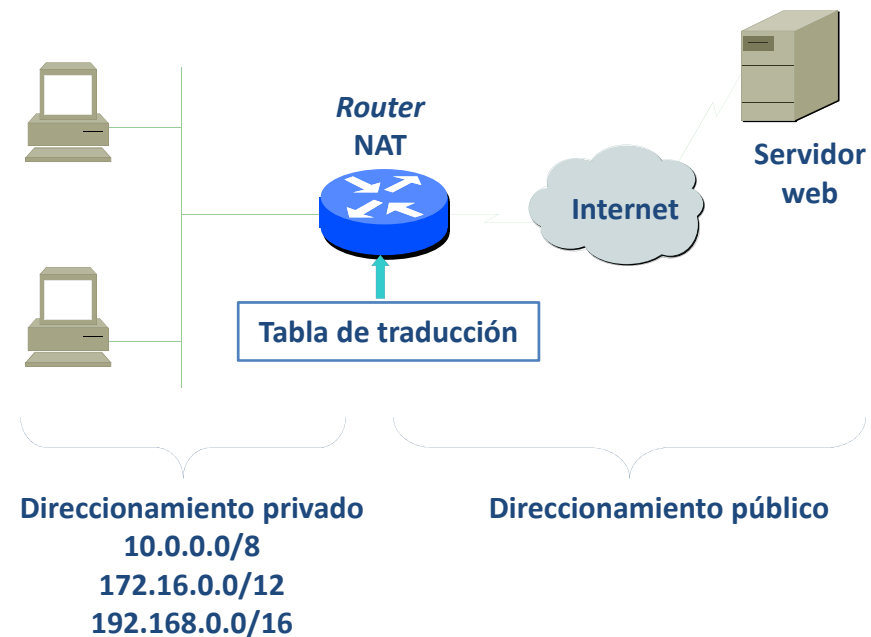 Router
NAT
Servidor
web
Internet
Tabla de traducción
Direccionamiento privado
10.0.0.0/8
172.16.0.0/12
192.168.0.0/16
Direccionamiento público